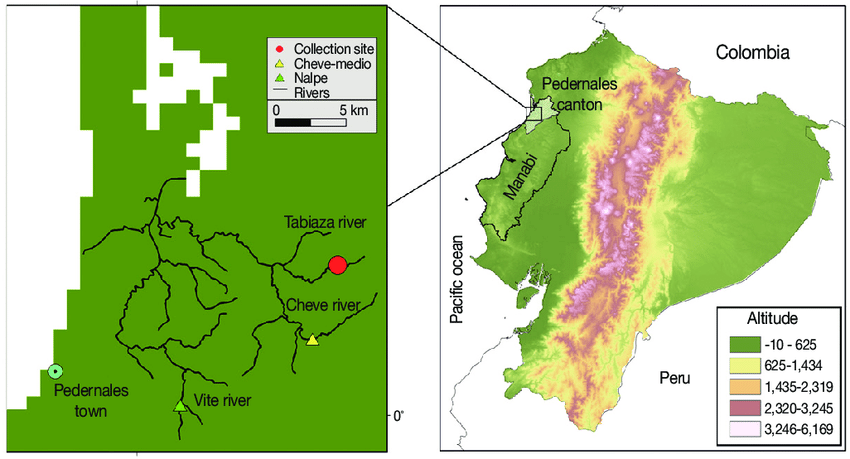 Collection site
Cheve-medio
Nalpe
Rivers
0 5 km
Tabiaza river
Cheve river
Pedernales
town
Vite river
0°
Colombia
Pedernales
canton
Manabi
Pacific ocean
Peru
Altitude
-10 - 625
625-1,434
1,435-2,319
2,320-3,245
3,246-6,169